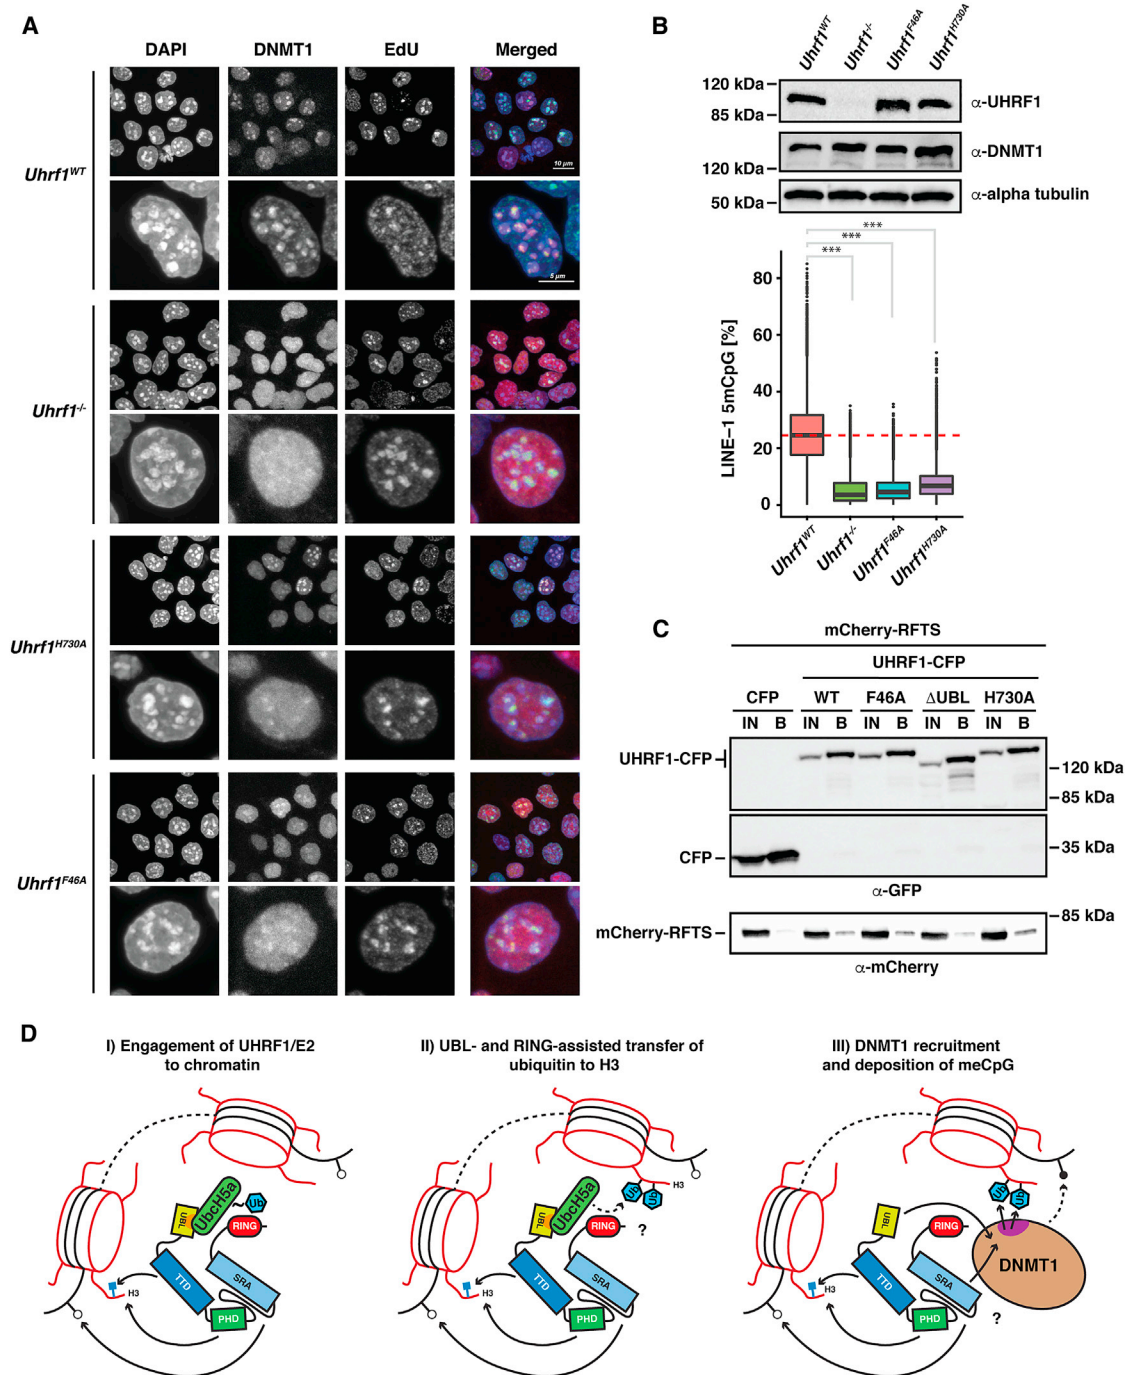 A
DAPI DNMT1 EdU Merged
Uhrf1WT
10 µm
5 µm
Uhrf1-/-
Uhrf1H730A
Uhrf1F46A
B
Uhrf1WT Uhrf1-/- Uhrf1F46A Uhrf1H730A
120 kDa
85 kDa
α-UHRF1
α-DNMT1
120 kDa
50 kDa
α-alpha tubulin
***
***
***
LINE–1 5mCpG [%]
80
60
40
20
0
Uhrf1WT Uhrf1-/- Uhrf1F46A Uhrf1H730A
C
mCherry-RFTS
UHRF1-CFP
CFP WT F46A ΔUBL H730A
IN B IN B IN B IN B IN B
UHRF1-CFP
120 kDa
85 kDa
35 kDa
CFP
α-GFP
85 kDa
mCherry-RFTS
α-mCherry
D
I) Engagement of UHRF1/E2
to chromatin
UbcH5a
Ub
UBL
RING
TTD
SRA
H3
PHD
II) UBL- and RING-assisted transfer of
ubiquitin to H3
H3
Ub
Ub
UbcH5a
UBL
RING
?
TTD
SRA
H3
PHD
III) DNMT1 recruitment
and deposition of meCpG
Ub
Ub
UBL
RING
DNMT1
TTD
SRA
H3
PHD
?